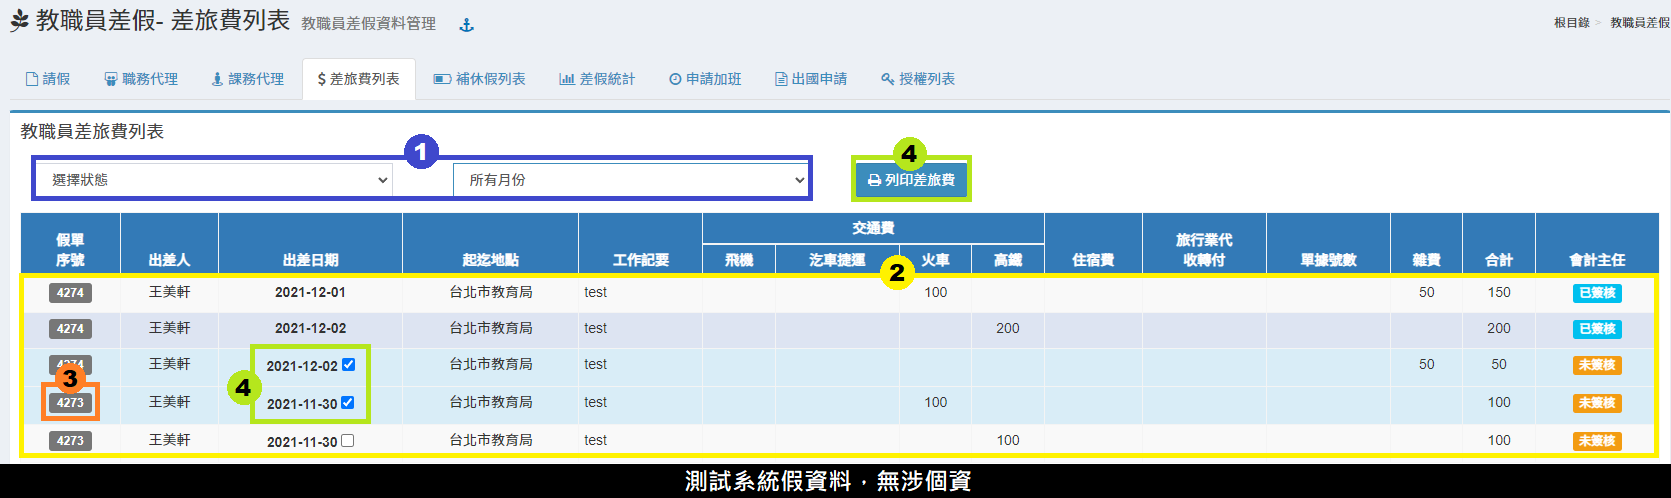 教職員差假- 差旅費列表 教職員差假資料管理
根目錄 > 教職員差假
請假 職務代理 課務代理 $ 差旅費列表 補休假列表 差假統計 申請加班 出國申請 授權列表
教職員差旅費列表
1 4
選擇狀態 所有月份 列印差旅費
假單序號 出差人 出差日期 起迄地點 工作記要 交通費 住宿費 旅行業代收轉付 單據號數 雜費 合計 會計主任
飛機 汔車捷運 2 火車 高鐵
4274 王美軒 2021-12-01 台北市教育局 test 100 50 150 已簽核
4274 王美軒 2021-12-02 台北市教育局 test 200 200 已簽核
4274 王美軒 2021-12-02 台北市教育局 test 50 50 未簽核
3 4
4273 王美軒 2021-11-30 台北市教育局 test 100 100 未簽核
4273 王美軒 2021-11-30 台北市教育局 test 100 100 未簽核
測試系統假資料，無涉個資